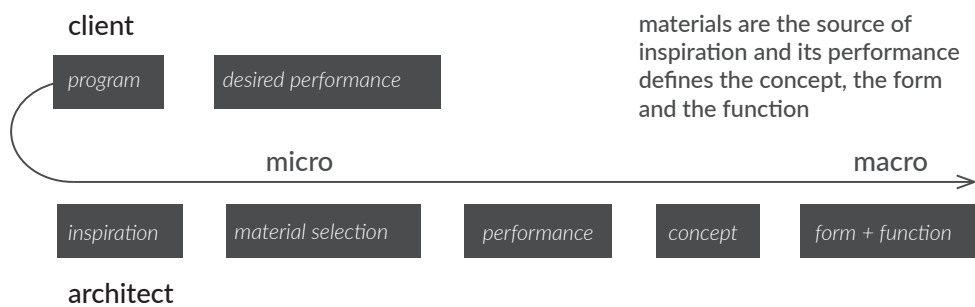 client
materials are the source of
inspiration and its performance
defines the concept, the form
and the function
program
desired performance
micro
macro
inspiration
material selection
performance
concept
form + function
architect